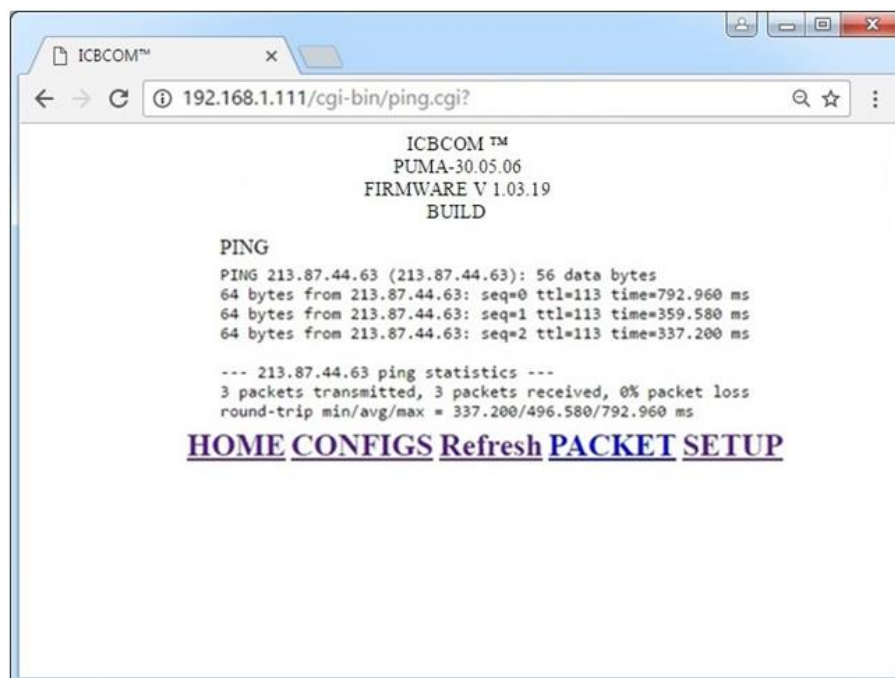 ICBCOM™
192.168.1.111/cgi-bin/ping.cgi?
ICBCOM ™
PUMA-30.05.06
FIRMWARE V 1.03.19
BUILD
PING
PING 213.87.44.63 (213.87.44.63): 56 data bytes
64 bytes from 213.87.44.63: seq=0 ttl=113 time=792.960 ms
64 bytes from 213.87.44.63: seq=1 ttl=113 time=359.580 ms
64 bytes from 213.87.44.63: seq=2 ttl=113 time=337.200 ms
--- 213.87.44.63 ping statistics ---
3 packets transmitted, 3 packets received, 0% packet loss
round-trip min/avg/max = 337.200/496.580/792.960 ms
HOME CONFIGS Refresh PACKET SETUP